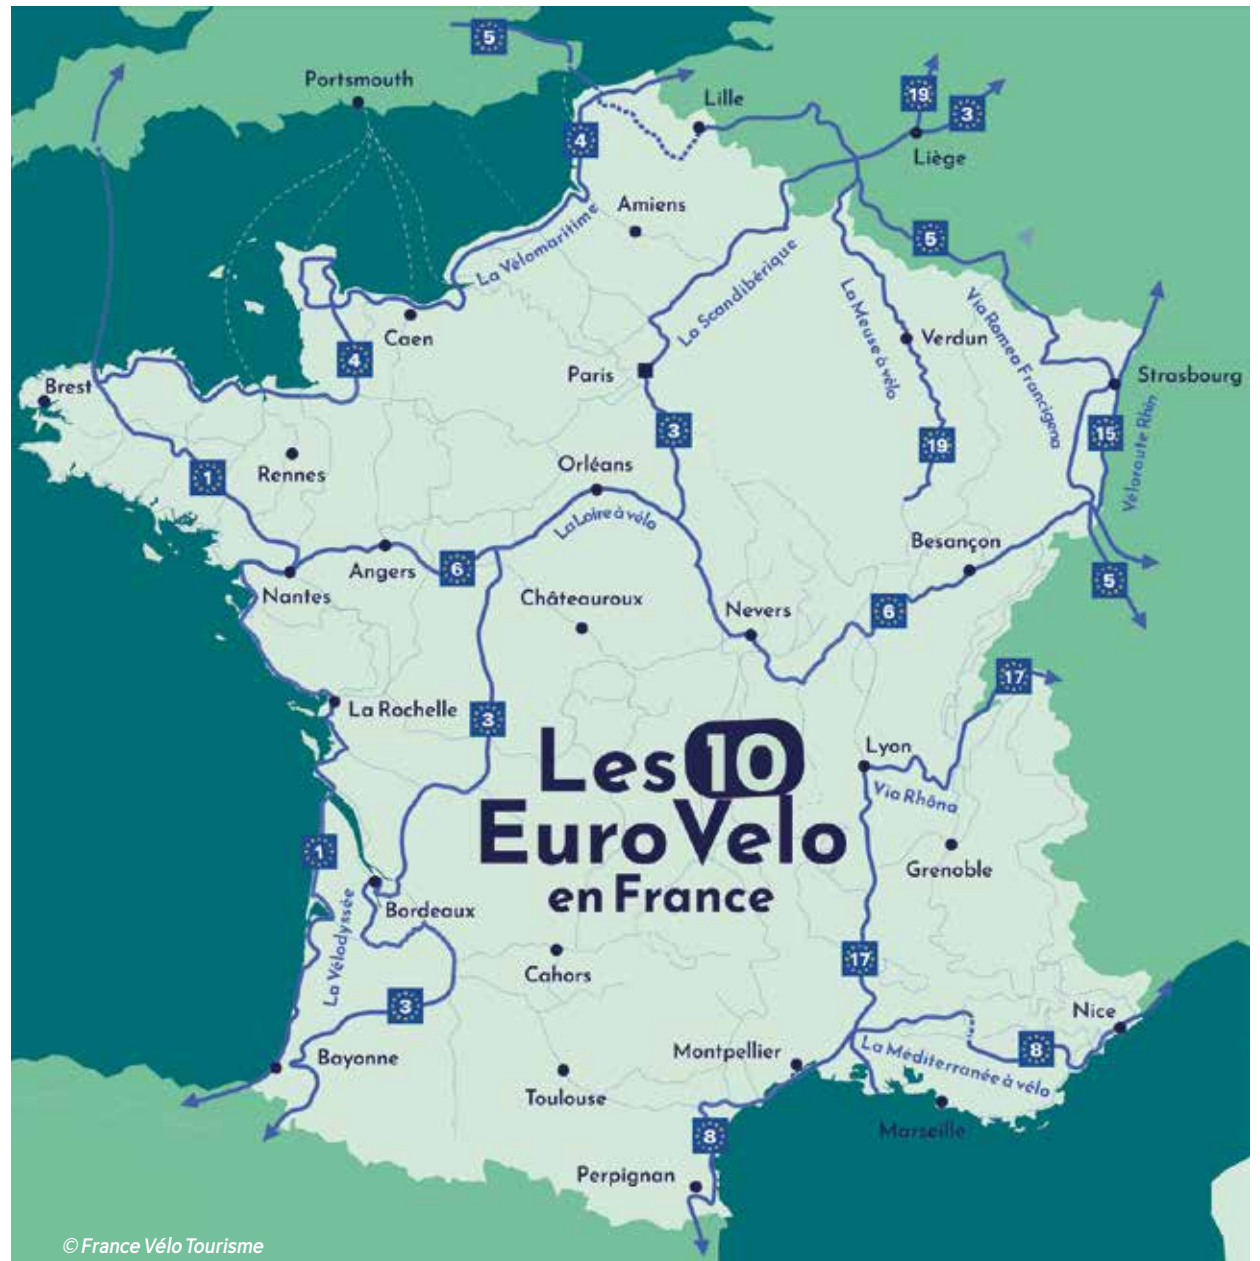 5
Portsmouth
Lille
19
3
4
Liège
Amiens
La Vélomaritime
5
La Scandibérique
La Meuse à vélo
Via Romea Francigena
Caen
Verdun
4
Paris
Brest
Strasbourg
3
15
19
Véloroute Rhin
Rennes
1
Orléans
La Loire à vélo
Besançon
Angers
6
5
Nantes
Châteauroux
Nevers
6
17
La Rochelle
3
Les 10
EuroVelo
en France
Lyon
Via Rhôna
1
Grenoble
Bordeaux
La Vélodyssée
17
Cahors
3
Nice
Bayonne
Montpellier
La Méditerranée à vélo
8
Toulouse
Marseille
8
Perpignan
© France Vélo Tourisme